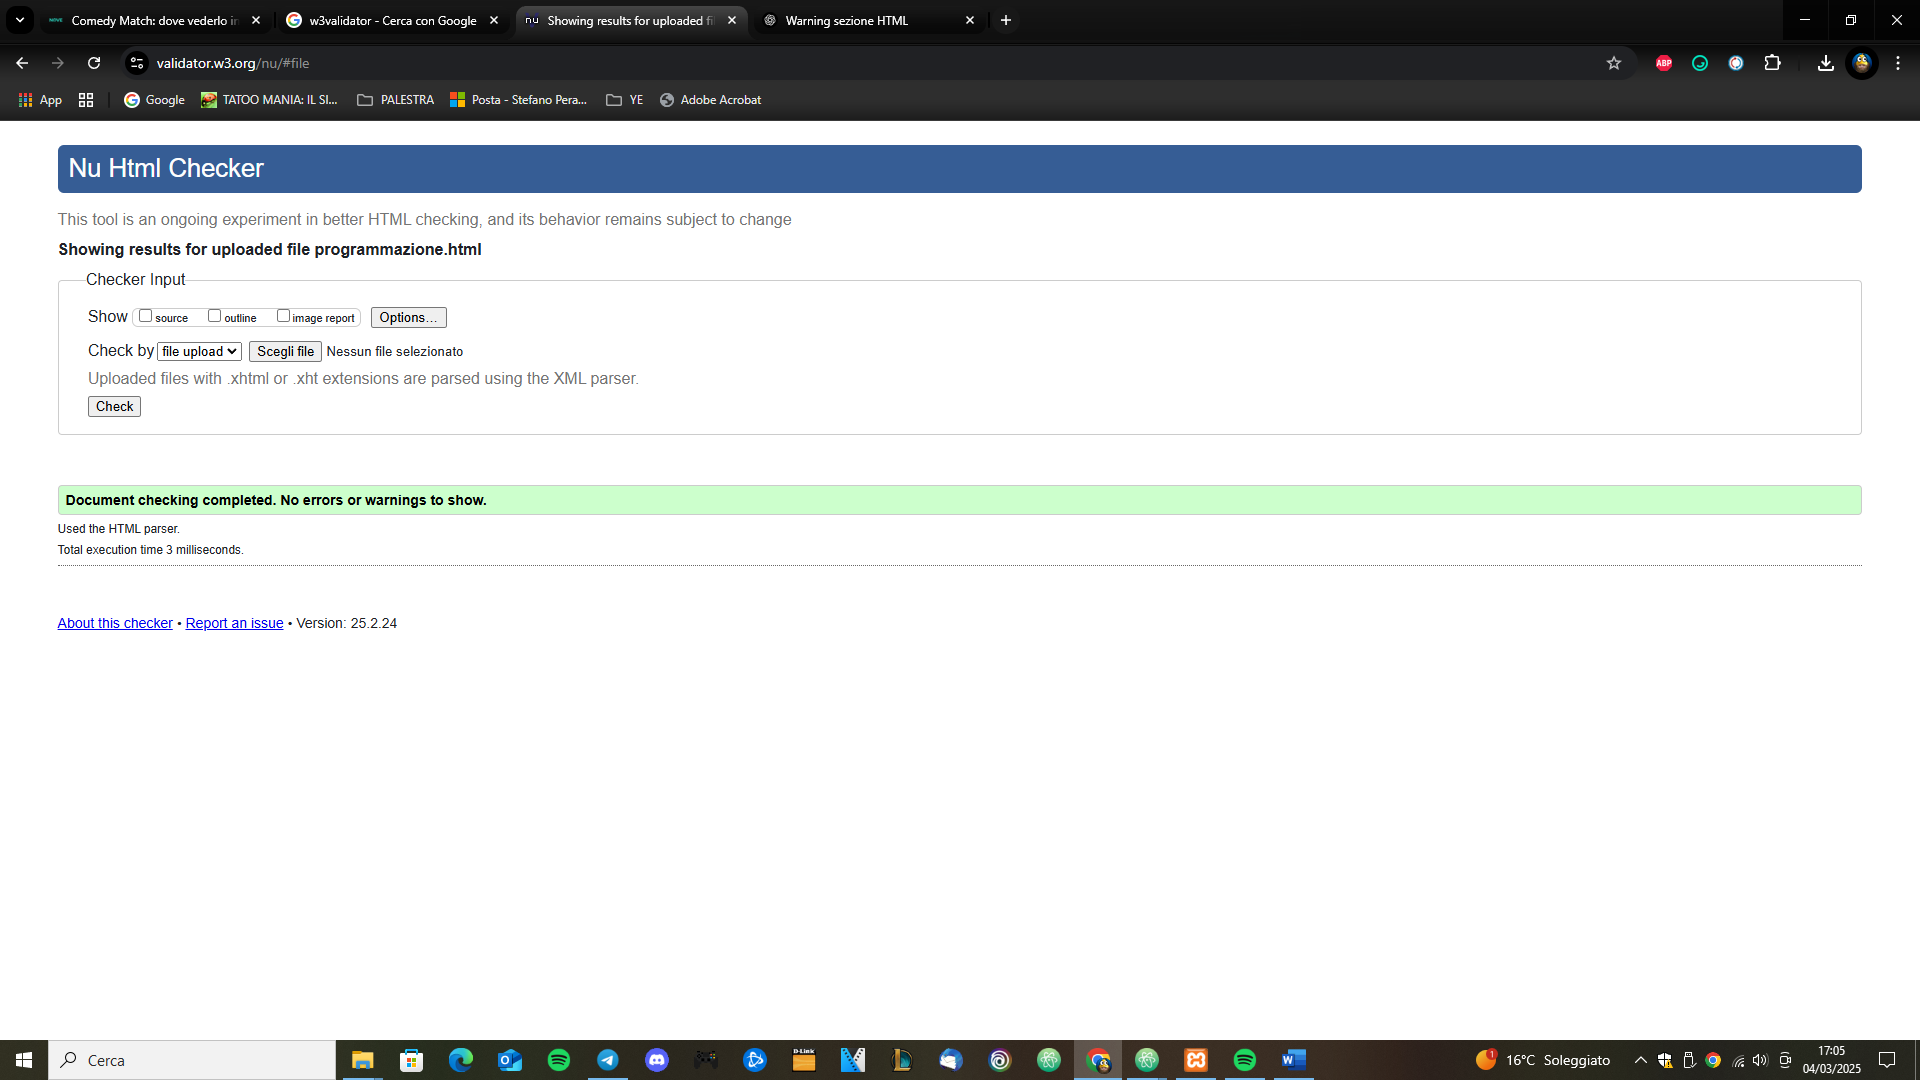 Comedy Match: dove vederlo in
w3validator - Cerca con Google
nu Showing results for uploaded fi
Warning sezione HTML
validator.w3.org/nu/#file
ABP
App
Google
TATOO MANIA: IL SI...
PALESTRA
Posta - Stefano Pera...
YE
Adobe Acrobat
Nu Html Checker
This tool is an ongoing experiment in better HTML checking, and its behavior remains subject to change
Showing results for uploaded file programmazione.html
Checker Input
Show source outline image report Options...
Check by file upload Scegli file Nessun file selezionato
Uploaded files with .xhtml or .xht extensions are parsed using the XML parser.
Check
Document checking completed. No errors or warnings to show.
Used the HTML parser.
Total execution time 3 milliseconds.
About this checker • Report an issue • Version: 25.2.24
Cerca
D-Link
1
16°C Soleggiato
17:05
04/03/2025